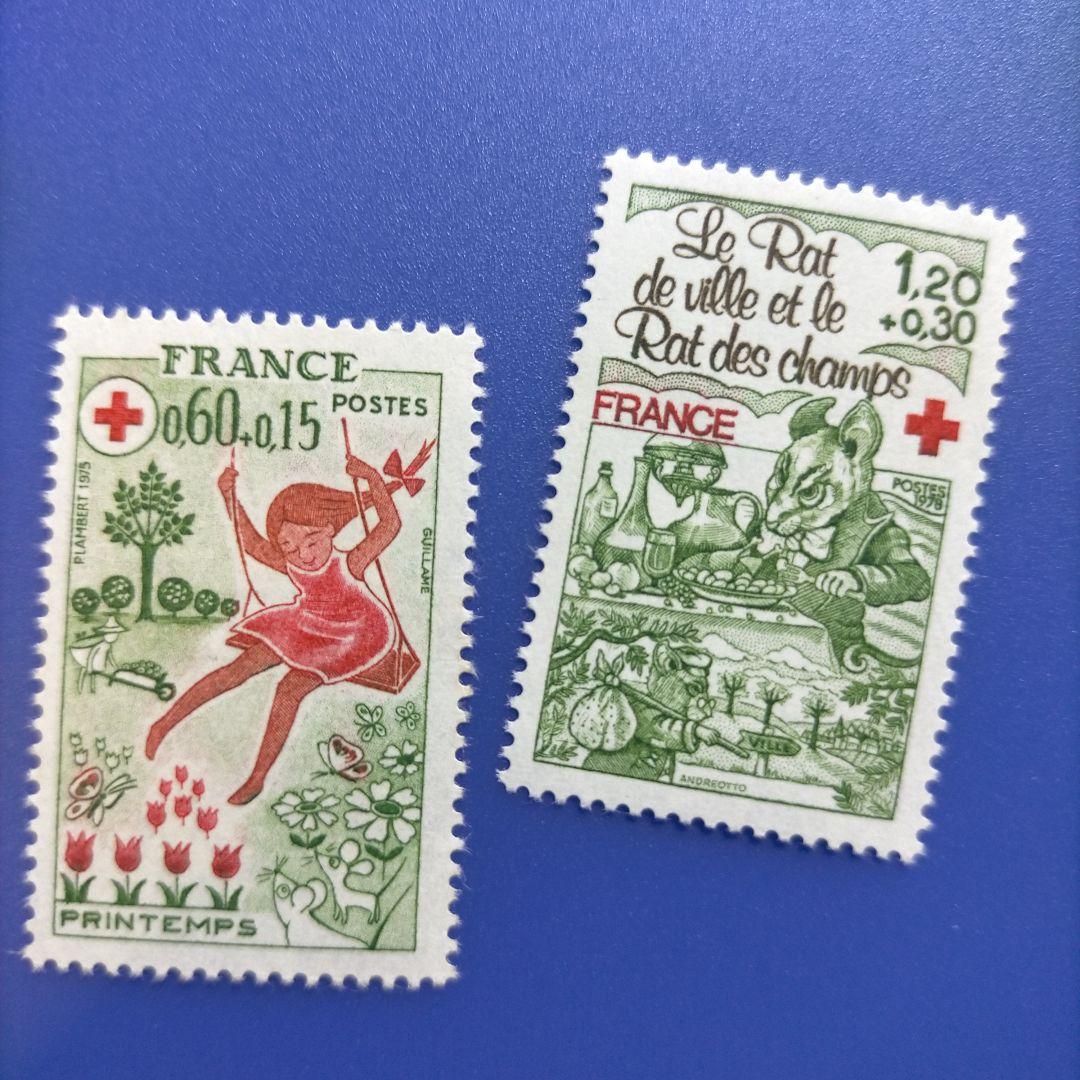 FRANCE
0,60+0,15
POSTES
PLAMBERT 1975
GUILLAME
PRINTEMPS
Le Rat
de ville et le
Rat des champs
1,20
+0,30
FRANCE
POSTES
1978
VILLE
ANDREOTTO